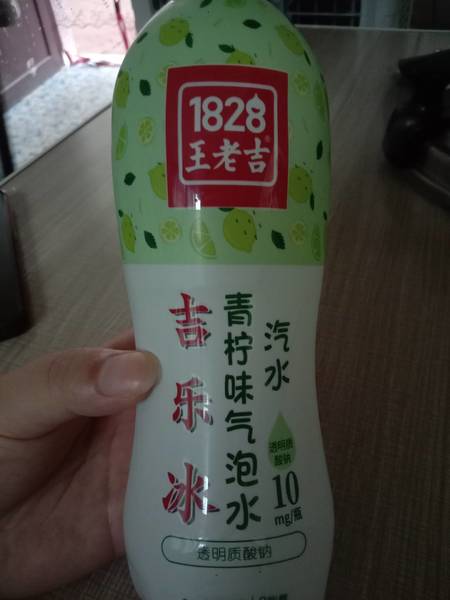 1828
王老吉®
吉乐冰
青柠味气泡水
汽水
透明质
酸钠
10
mg/瓶
透明质酸钠